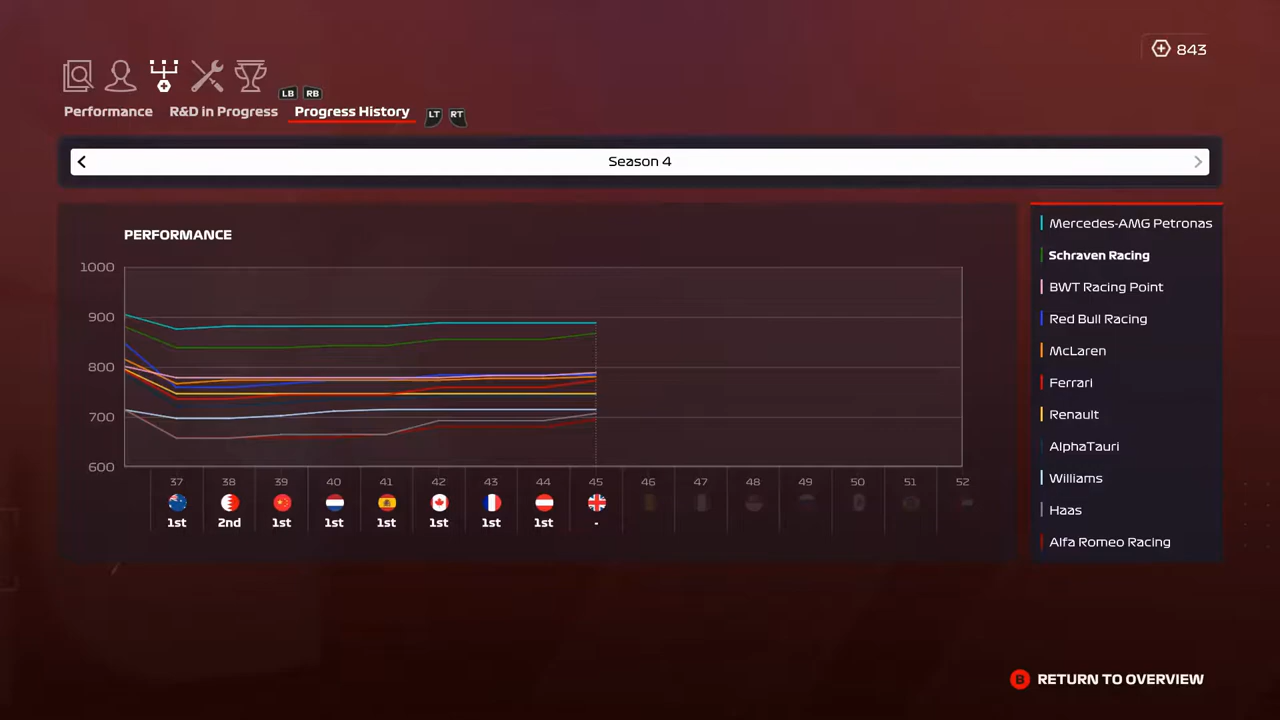 843
LB RB
Performance R&D in Progress Progress History LT RT
Season 4
PERFORMANCE
1000
900
800
700
600
37 38 39 40 41 42 43 44 45 46 47 48 49 50 51 52
1st 2nd 1st 1st 1st 1st 1st 1st -
Mercedes-AMG Petronas
Schraven Racing
BWT Racing Point
Red Bull Racing
McLaren
Ferrari
Renault
AlphaTauri
Williams
Haas
Alfa Romeo Racing
B RETURN TO OVERVIEW